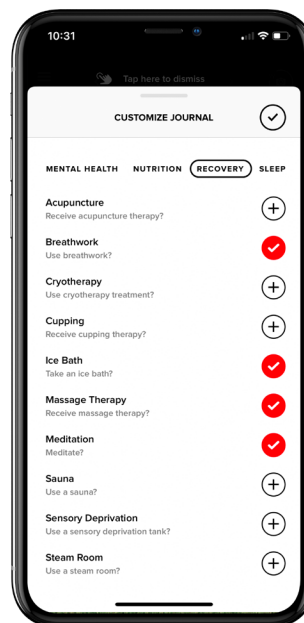 10:31
Tap here to dismiss
CUSTOMIZE JOURNAL
MENTAL HEALTH NUTRITION RECOVERY SLEEP
Acupuncture
Receive acupuncture therapy?
Breathwork
Use breathwork?
Cryotherapy
Use cryotherapy treatment?
Cupping
Receive cupping therapy?
Ice Bath
Take an ice bath?
Massage Therapy
Receive massage therapy?
Meditation
Meditate?
Sauna
Use a sauna?
Sensory Deprivation
Use a sensory deprivation tank?
Steam Room
Use a steam room?